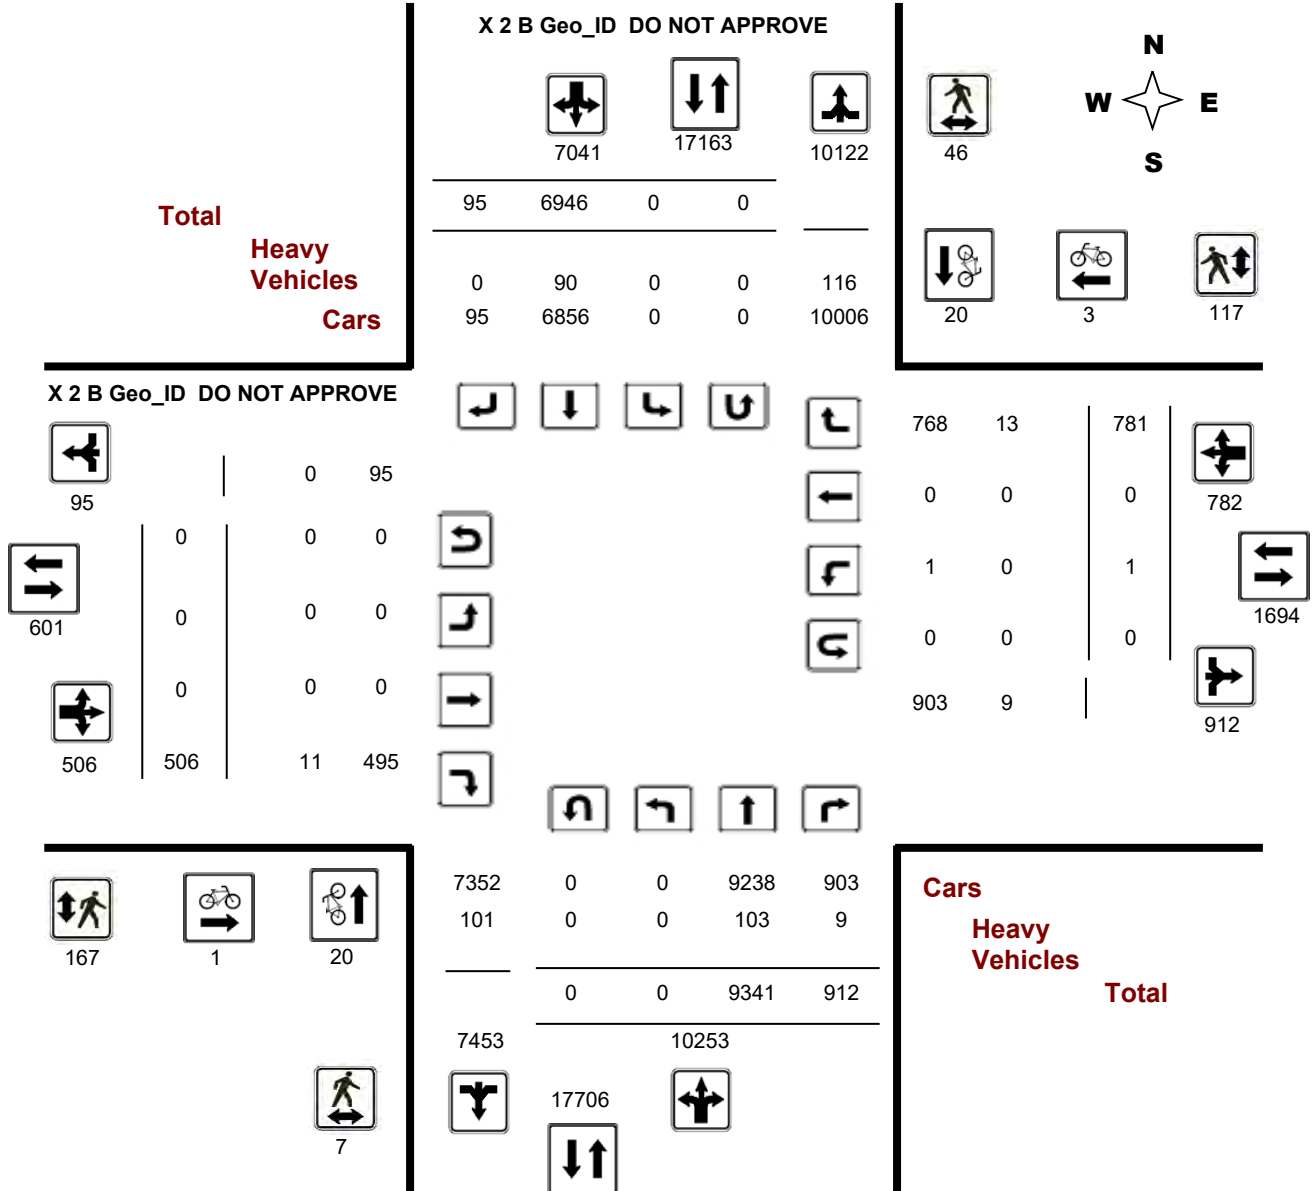 X 2 B Geo_ID DO NOT APPROVE
N
W E
S
7041 17163 10122 46
95 6946 0 0
Total
Heavy
Vehicles
0 90 0 0 116
Cars
95 6856 0 0 10006
20 3 117
X 2 B Geo_ID DO NOT APPROVE
95
0 95
0 0 0
601
0 0 0
0 0 0
506
506 11 495
768 13 781
782
0 0 0
1 0 1
1694
0 0 0
903 9
912
167 1 20
7352 0 0 9238 903
101 0 0 103 9
0 0 9341 912
7453 10253
17706
7
Cars
Heavy
Vehicles
Total